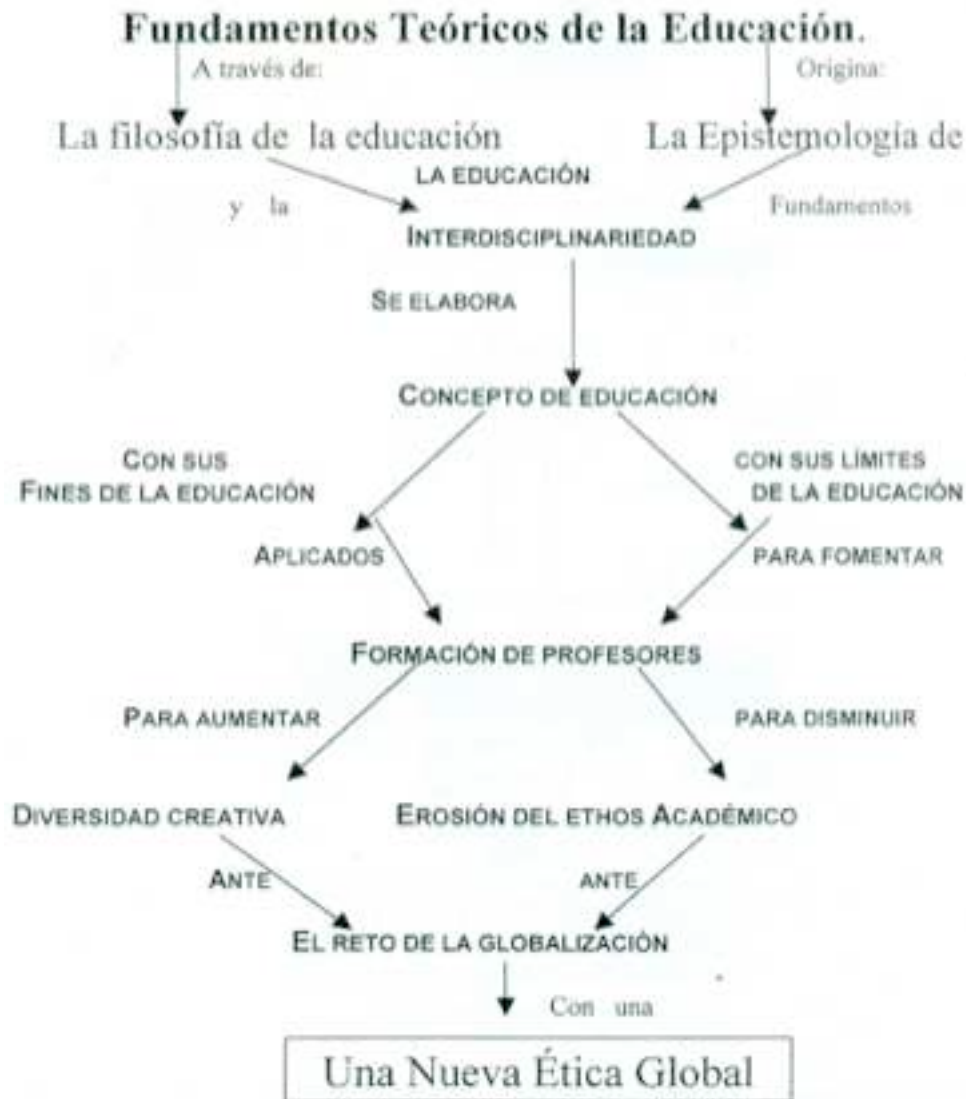 Fundamentos Teóricos de la Educación.
A través de:
Origina:
La filosofía de la educación
La Epistemología de
LA EDUCACIÓN
y la
Fundamentos
INTERDISCIPLINARIEDAD
SE ELABORA
CONCEPTO DE EDUCACIÓN
CON SUS
FINES DE LA EDUCACIÓN
CON SUS LÍMITES
DE LA EDUCACIÓN
APLICADOS
PARA FOMENTAR
FORMACIÓN DE PROFESORES
PARA AUMENTAR
PARA DISMINUIR
DIVERSIDAD CREATIVA
EROSIÓN DEL ETHOS ACADÉMICO
ANTE
ANTE
EL RETO DE LA GLOBALIZACIÓN
Con una
Una Nueva Ética Global